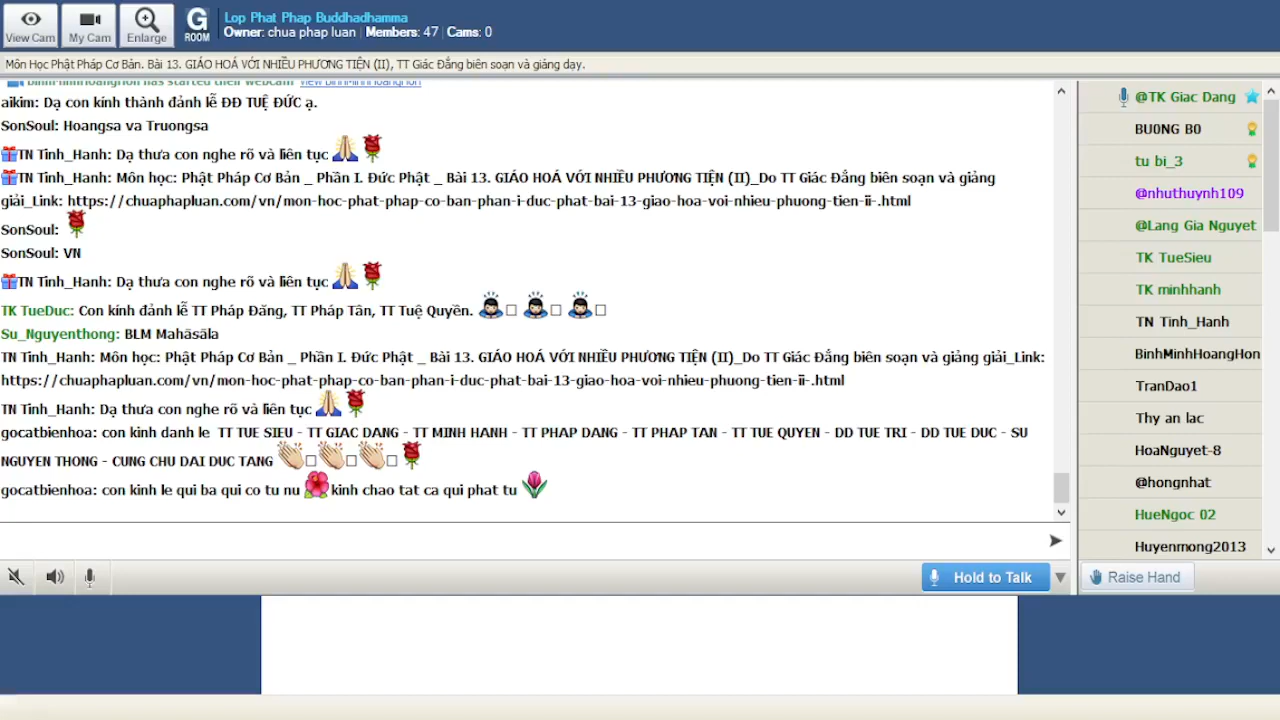 View Cam
My Cam
Enlarge
G
ROOM
Lop Phat Phap Buddhadhamma
Owner: chua phap luan | Members: 47 | Cams: 0
Môn Học Phật Pháp Cơ Bản. Bài 13. GIÁO HOÁ VỚI NHIỀU PHƯƠNG TIỆN (II), TT Giác Đẳng biên soạn và giảng dạy.
BinhMinhHoangHon has started their webcam View BinhMinhHoangHon
aikim: Dạ con kính thành đảnh lễ ĐĐ TUỆ ĐỨC ạ.
SonSoul: Hoangsa va Truongsa
TN Tinh_Hanh: Dạ thưa con nghe rõ và liên tục
TN Tinh_Hanh: Môn học: Phật Pháp Cơ Bản _ Phần I. Đức Phật _ Bài 13. GIÁO HOÁ VỚI NHIỀU PHƯƠNG TIỆN (II)_Do TT Giác Đẳng biên soạn và giảng
giải_Link: https://chuaphapluan.com/vn/mon-hoc-phat-phap-co-ban-phan-i-duc-phat-bai-13-giao-hoa-voi-nhieu-phuong-tien-ii-.html
SonSoul:
SonSoul: VN
TN Tinh_Hanh: Dạ thưa con nghe rõ và liên tục
TK TueDuc: Con kính đảnh lễ TT Pháp Đăng, TT Pháp Tân, TT Tuệ Quyền.
Su_Nguyenthong: BLM Mahāsāla
TN Tinh_Hanh: Môn học: Phật Pháp Cơ Bản _ Phần I. Đức Phật _ Bài 13. GIÁO HOÁ VỚI NHIỀU PHƯƠNG TIỆN (II)_Do TT Giác Đẳng biên soạn và giảng giải_Link:
https://chuaphapluan.com/vn/mon-hoc-phat-phap-co-ban-phan-i-duc-phat-bai-13-giao-hoa-voi-nhieu-phuong-tien-ii-.html
TN Tinh_Hanh: Dạ thưa con nghe rõ và liên tục
gocatbienhoa: con kinh danh le TT TUE SIEU - TT GIAC DANG - TT MINH HANH - TT PHAP DANG - TT PHAP TAN - TT TUE QUYEN - DD TUE TRI - DD TUE DUC - SU
NGUYEN THONG - CUNG CHU DAI DUC TANG
gocatbienhoa: con kinh le qui ba qui co tu nu kinh chao tat ca qui phat tu
Hold to Talk
@TK Giac Dang
BU0NG B0
tu bi_3
@nhuthuynh109
@Lang Gia Nguyet
TK TueSieu
TK minhhanh
TN Tinh_Hanh
BinhMinhHoangHon
TranDao1
Thy an lac
HoaNguyet-8
@hongnhat
HueNgoc 02
Huyenmong2013
Raise Hand